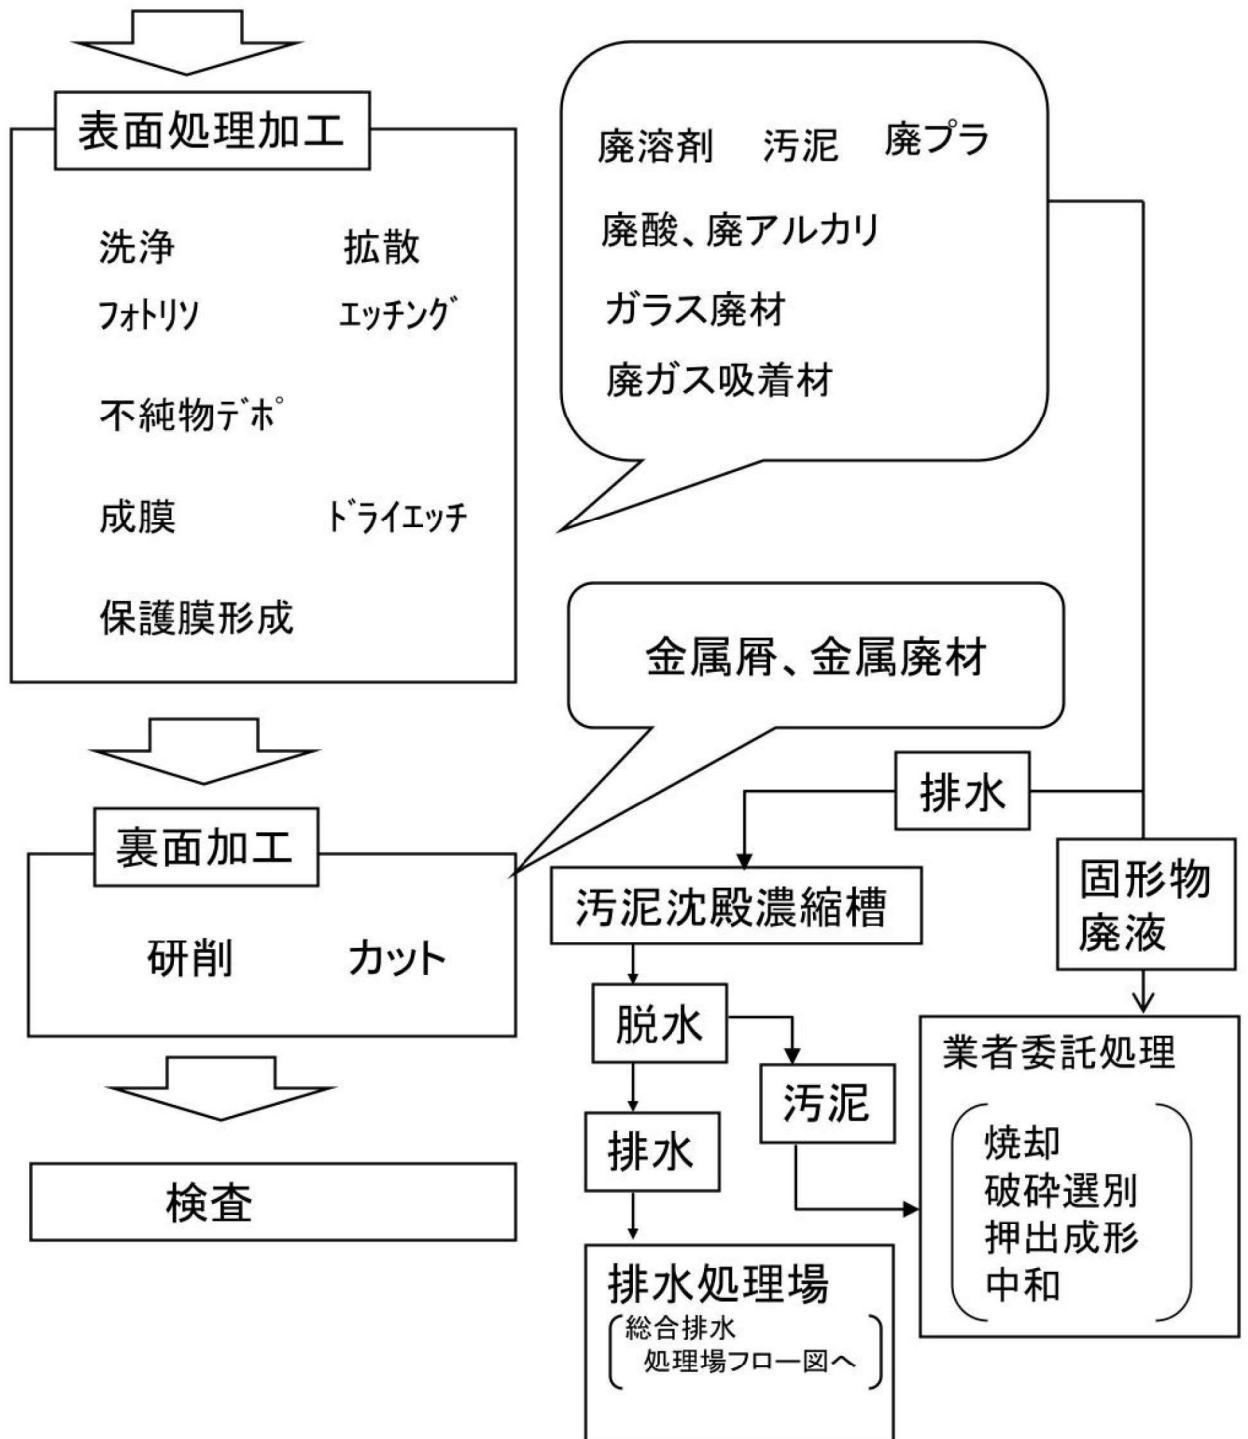 表面処理加工
洗浄 拡散
ﾌｫﾄﾘｿ ｴｯﾁﾝｸﾞ
不純物ﾃﾞﾎﾟ
成膜 ﾄﾞﾗｲｴｯﾁ
保護膜形成
廃溶剤 汚泥 廃プラ
廃酸、廃アルカリ
ガラス廃材
廃ガス吸着材
金属屑、金属廃材
裏面加工
研削 カット
検査
排水
汚泥沈殿濃縮槽
脱水
汚泥
排水
排水処理場
総合排水
処理場フロー図へ
固形物
廃液
業者委託処理
焼却
破砕選別
押出成形
中和